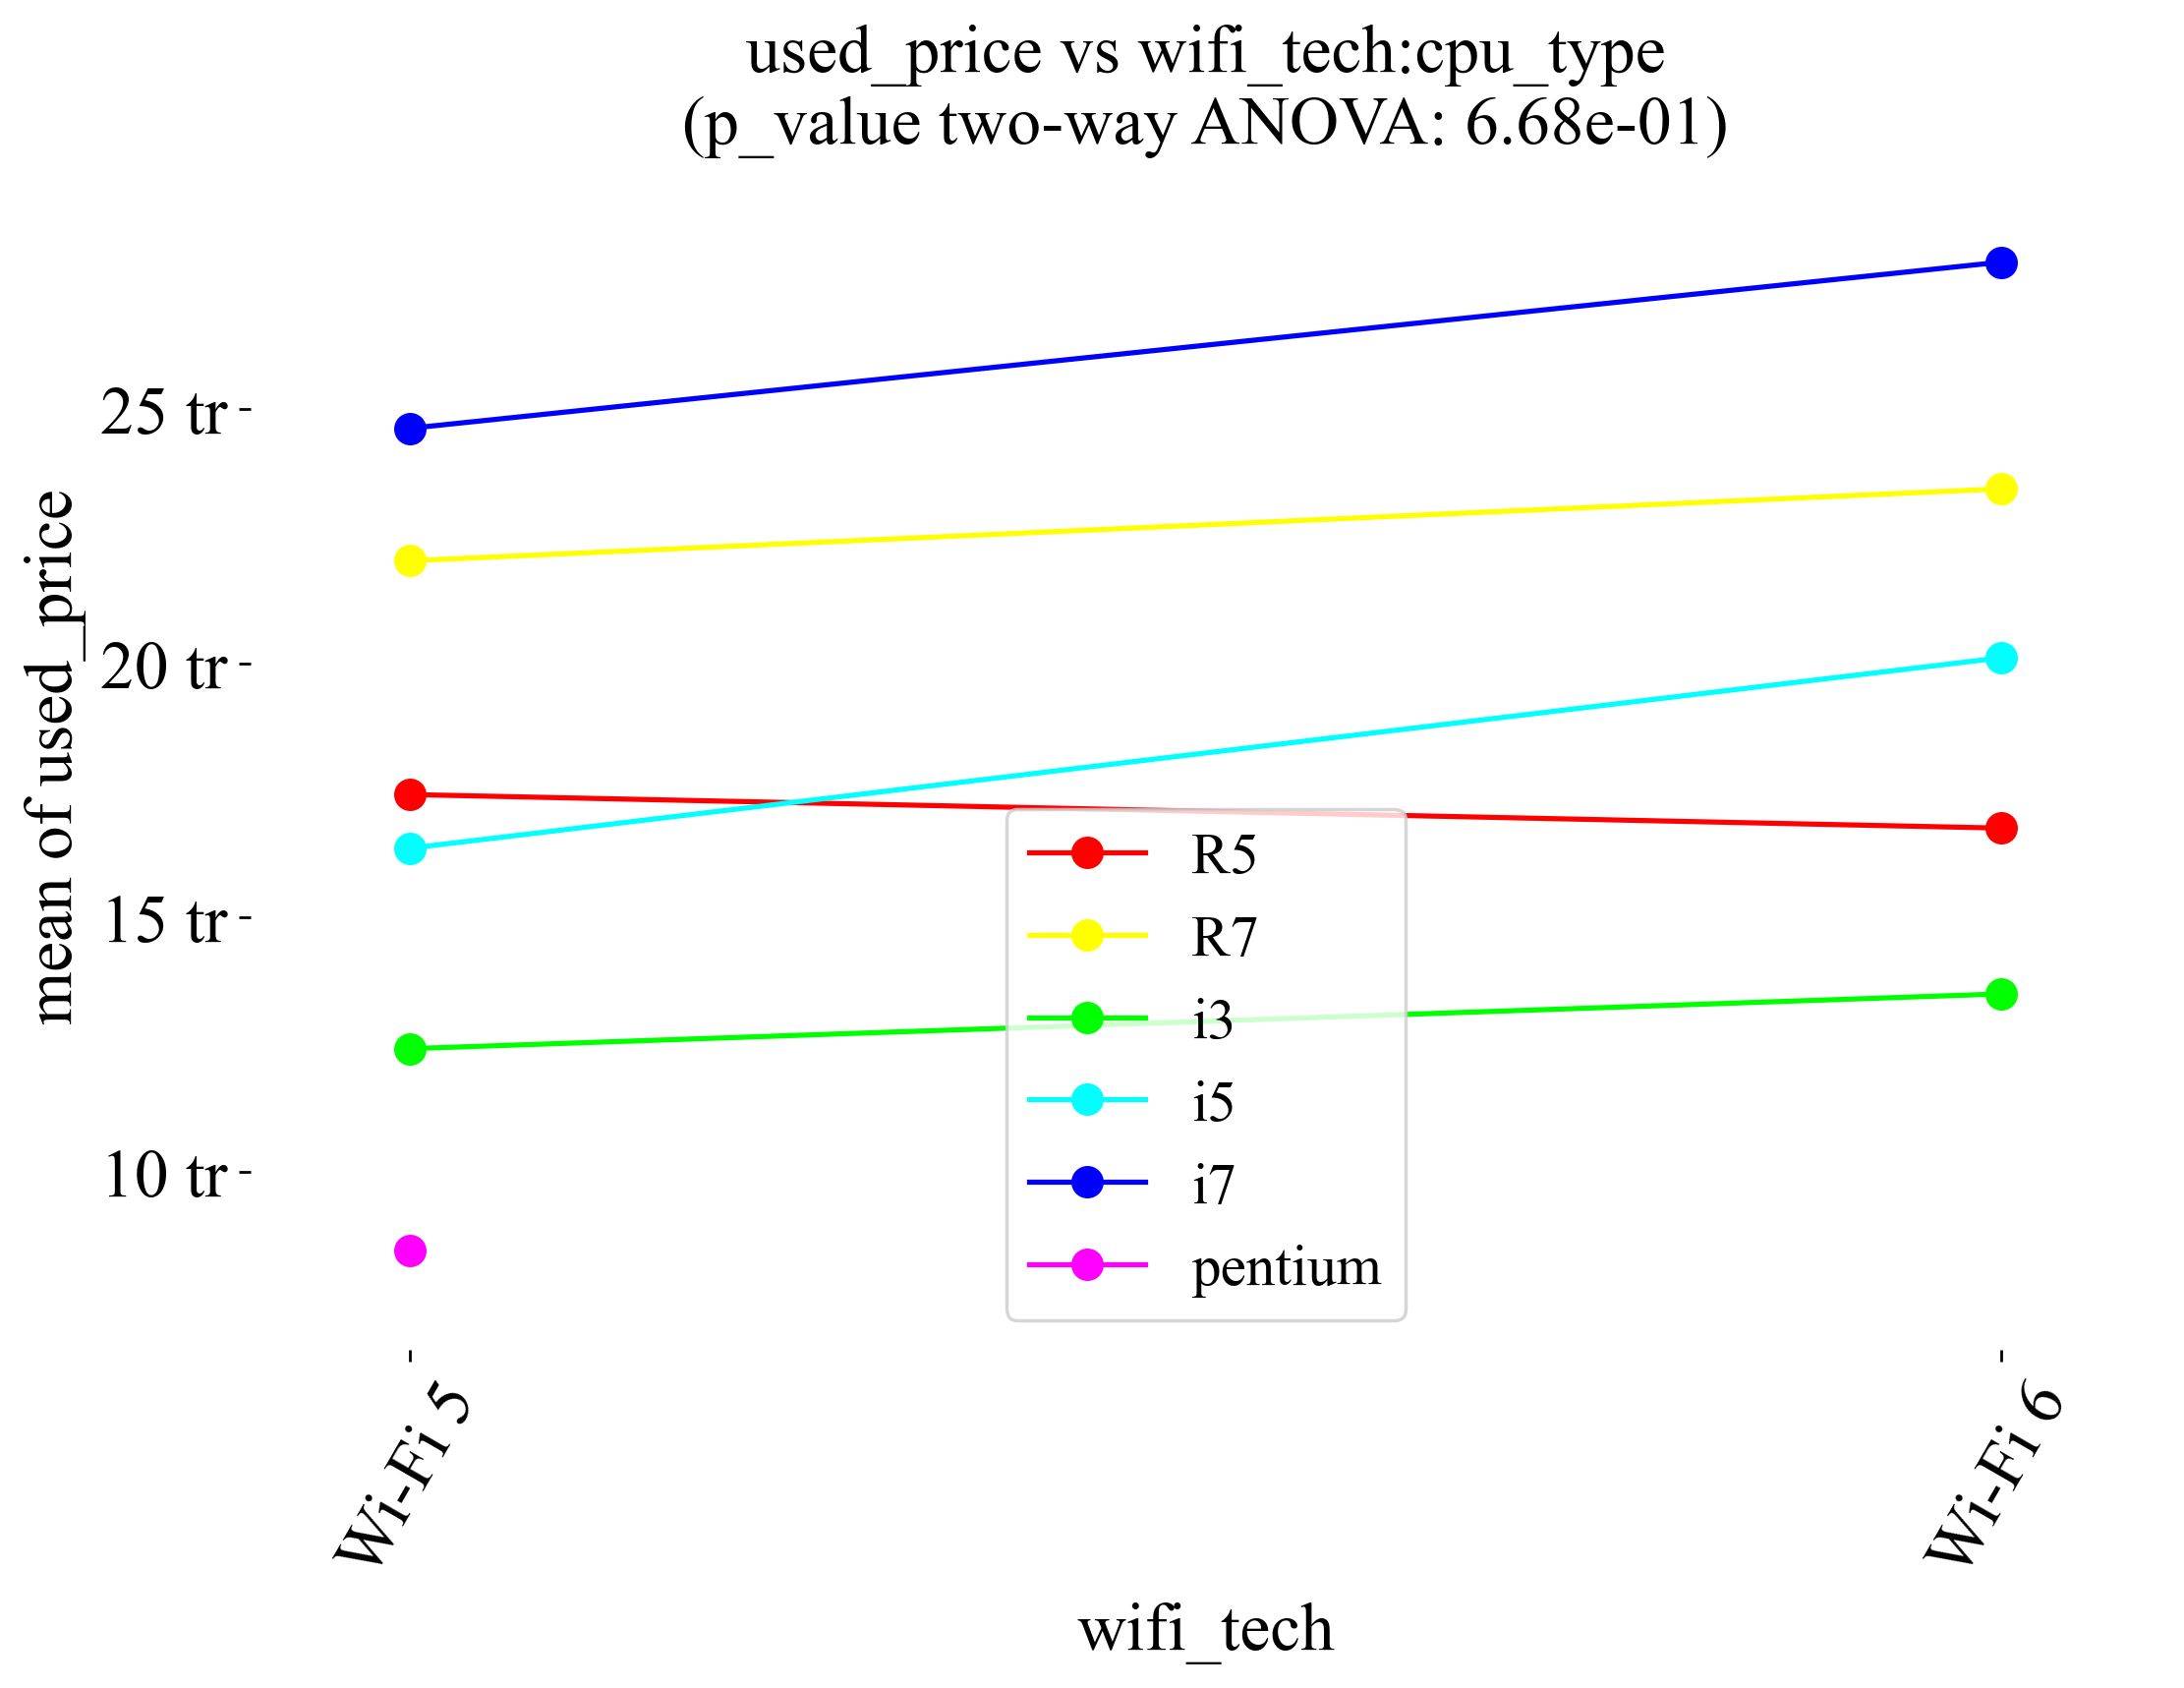 used_price vs wifi_tech:cpu_type
(p_value two-way ANOVA: 6.68e-01)
mean of used_price
25 tr
20 tr
15 tr
10 tr
R5
R7
i3
i5
i7
pentium
Wi-Fi 5
Wi-Fi 6
wifi_tech